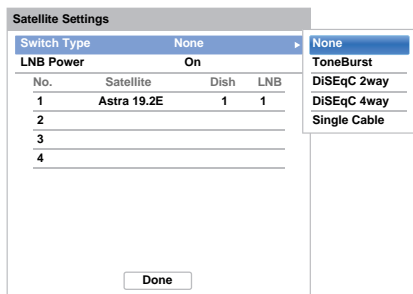 Satellite Settings
Switch Type None
LNB Power On
No. Satellite Dish LNB
1 Astra 19.2E 1 1
2
3
4
Done
None
ToneBurst
DiSEqC 2way
DiSEqC 4way
Single Cable